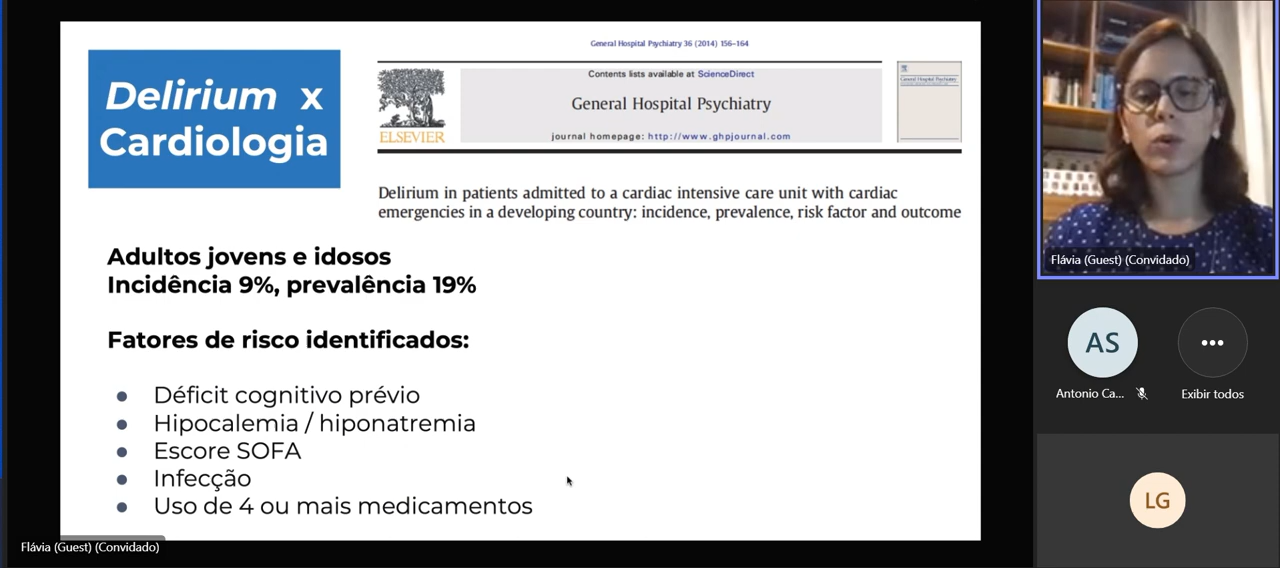 Delirium x
Cardiologia
General Hospital Psychiatry 36 (2014) 156–164
Contents lists available at ScienceDirect
General Hospital Psychiatry
journal homepage: http://www.ghpjournal.com
ELSEVIER
Delirium in patients admitted to a cardiac intensive care unit with cardiac
emergencies in a developing country: incidence, prevalence, risk factor and outcome
Adultos jovens e idosos
Incidência 9%, prevalência 19%
Fatores de risco identificados:
● Déficit cognitivo prévio
● Hipocalemia / hiponatremia
● Escore SOFA
● Infecção
● Uso de 4 ou mais medicamentos
Flávia (Guest) (Convidado)
Flávia (Guest) (Convidado)
AS
Antonio Ca...
Exibir todos
LG